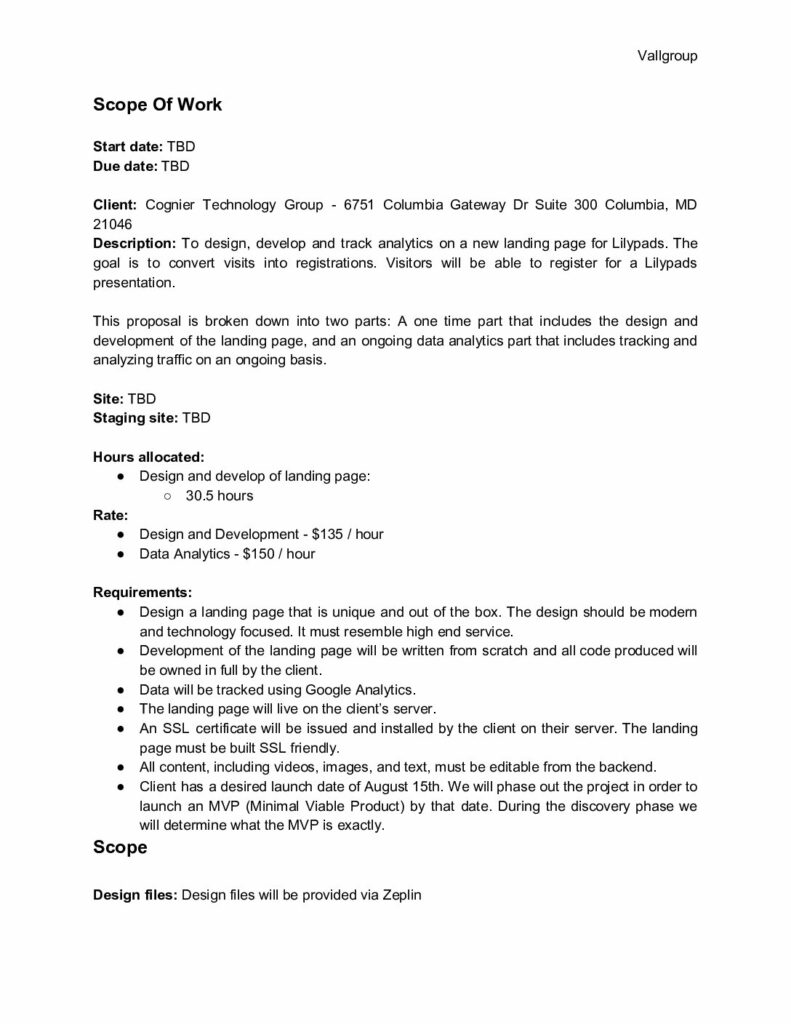 Vallgroup
Scope Of Work
Start date: TBD
Due date: TBD
Client: Cognier Technology Group - 6751 Columbia Gateway Dr Suite 300 Columbia, MD
21046
Description: To design, develop and track analytics on a new landing page for Lilypads. The
goal is to convert visits into registrations. Visitors will be able to register for a Lilypads
presentation.
This proposal is broken down into two parts: A one time part that includes the design and
development of the landing page, and an ongoing data analytics part that includes tracking and
analyzing traffic on an ongoing basis.
Site: TBD
Staging site: TBD
Hours allocated:
● Design and develop of landing page:
○ 30.5 hours
Rate:
● Design and Development - $135 / hour
● Data Analytics - $150 / hour
Requirements:
● Design a landing page that is unique and out of the box. The design should be modern
and technology focused. It must resemble high end service.
● Development of the landing page will be written from scratch and all code produced will
be owned in full by the client.
● Data will be tracked using Google Analytics.
● The landing page will live on the client's server.
● An SSL certificate will be issued and installed by the client on their server. The landing
page must be built SSL friendly.
● All content, including videos, images, and text, must be editable from the backend.
● Client has a desired launch date of August 15th. We will phase out the project in order to
launch an MVP (Minimal Viable Product) by that date. During the discovery phase we
will determine what the MVP is exactly.
Scope
Design files: Design files will be provided via Zeplin